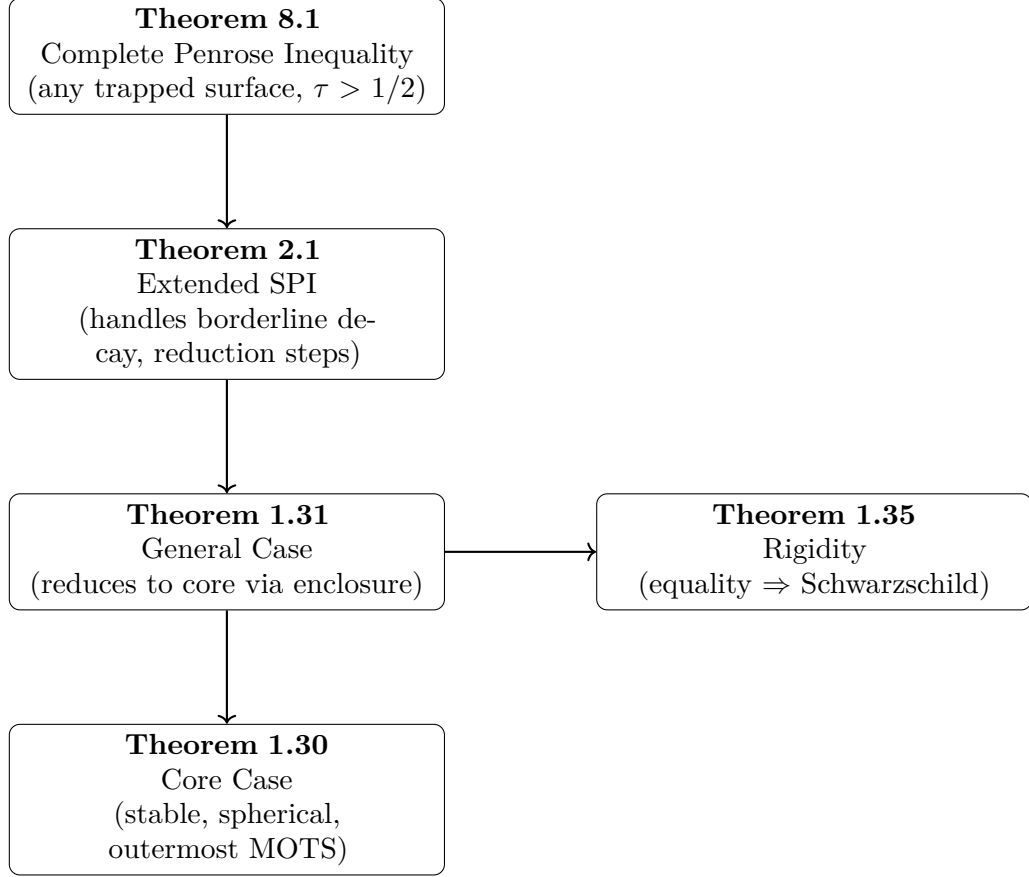 Theorem 8.1
Complete Penrose Inequality
(any trapped surface, τ > 1/2)
Theorem 2.1
Extended SPI
(handles borderline de-
cay, reduction steps)
Theorem 1.31
General Case
(reduces to core via enclosure)
Theorem 1.35
Rigidity
(equality ⇒ Schwarzschild)
Theorem 1.30
Core Case
(stable, spherical,
outermost MOTS)